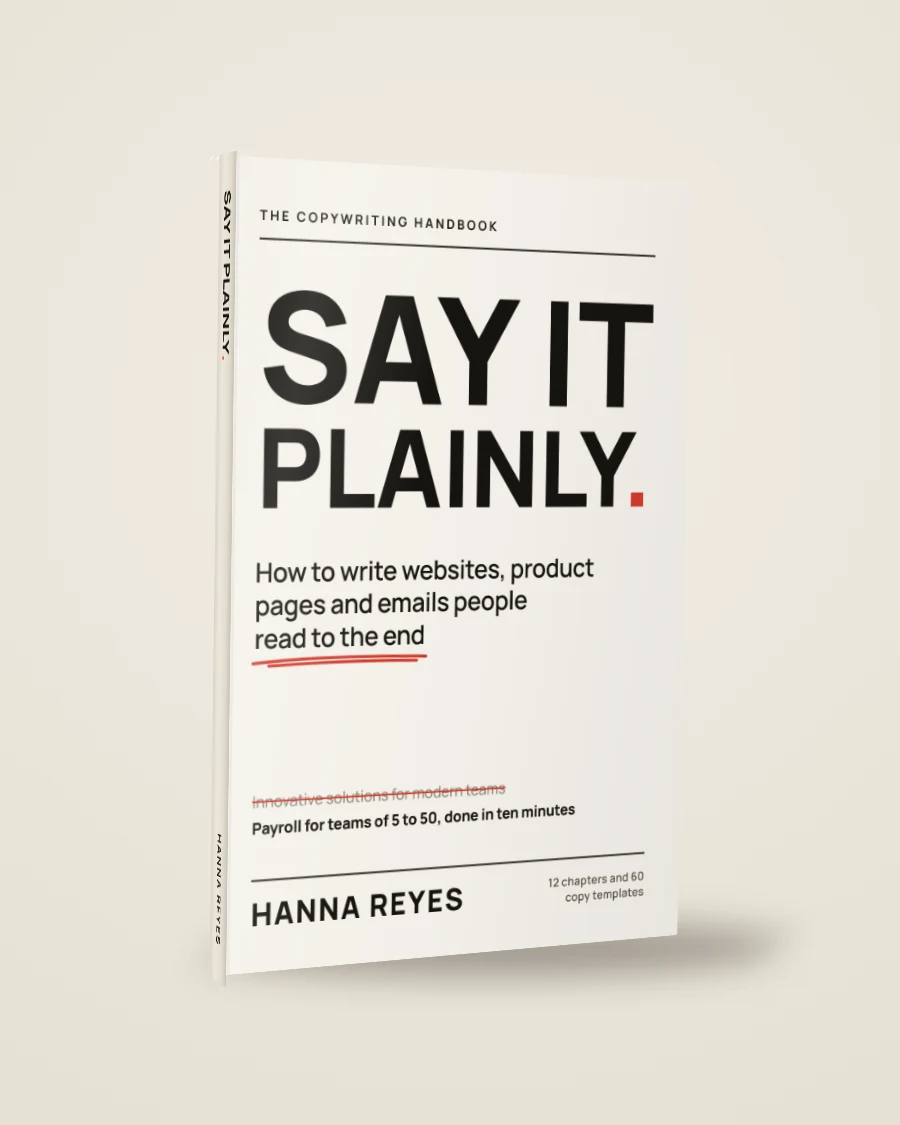 SAY IT PLAINLY.
HANNA REYES
THE COPYWRITING HANDBOOK
SAY IT
PLAINLY.
How to write websites, product
pages and emails people
read to the end
Innovative solutions for modern teams
Payroll for teams of 5 to 50, done in ten minutes
HANNA REYES
12 chapters and 60
copy templates